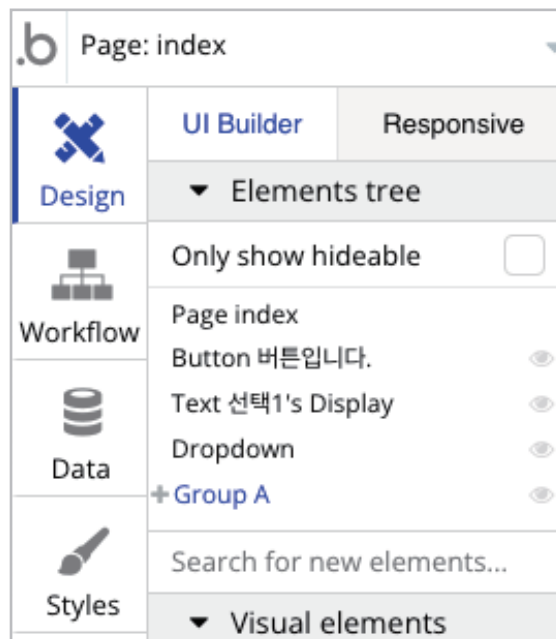 .b Page: index
UI Builder Responsive
Design
Elements tree
Only show hideable
Workflow
Page index
Button 버튼입니다.
Text 선택1's Display
Data
Dropdown
Group A
Search for new elements...
Styles
Visual elements